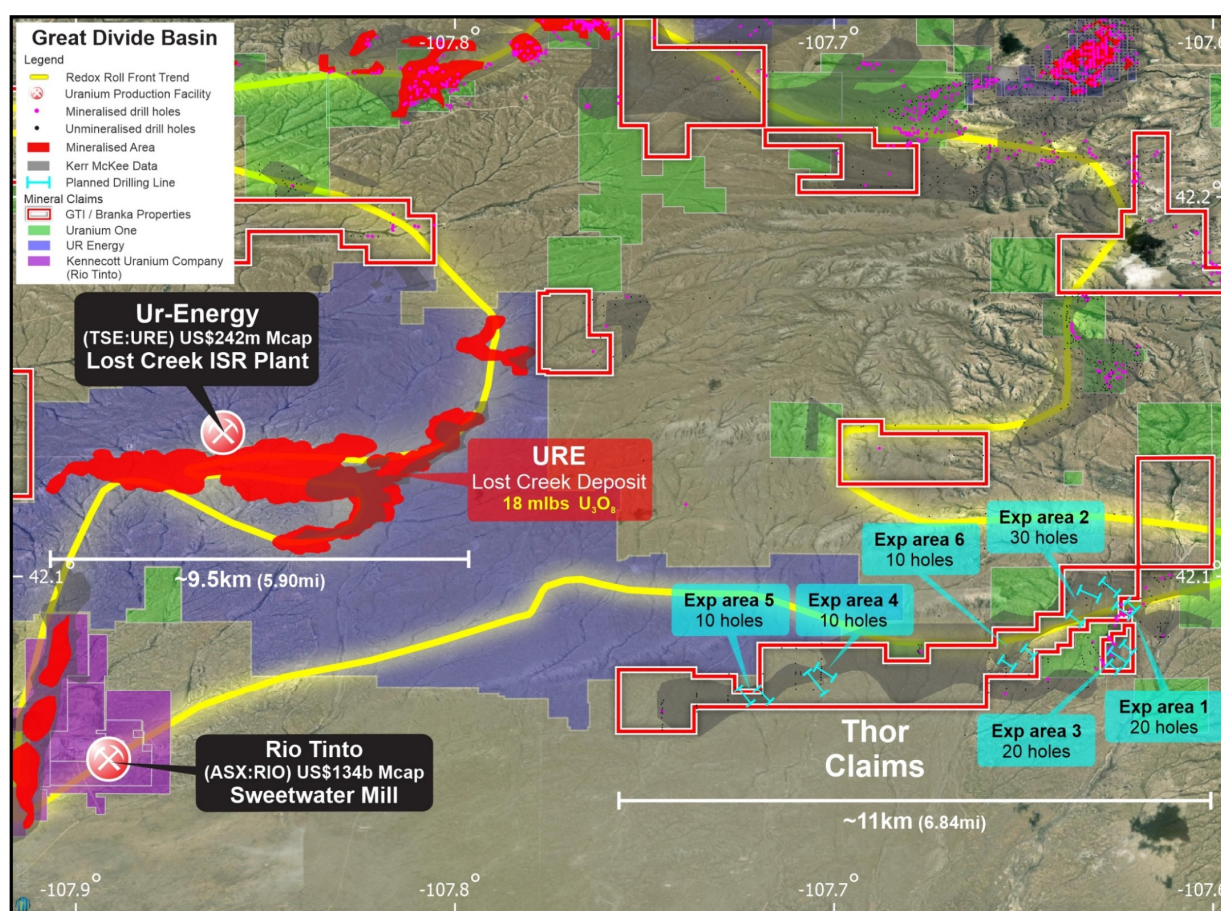 Great Divide Basin
Legend
Redox Roll Front Trend
Uranium Production Facility
Mineralised drill holes
Unmineralised drill holes
Mineralised Area
Kerr McKee Data
Planned Drilling Line
Mineral Claims
GTI / Branka Properties
Uranium One
UR Energy
Kennecott Uranium Company
(Rio Tinto)
-107.8°
-107.7°
-107.6
42.2°
Ur-Energy
(TSE:URE) US$242m Mcap
Lost Creek ISR Plant
URE
Lost Creek Deposit
18 mlbs U₃O₈
~9.5km (5.90mi)
42.1°
42.1°
Exp area 2
30 holes
Exp area 6
10 holes
Exp area 5
10 holes
Exp area 4
10 holes
Exp area 1
20 holes
Exp area 3
20 holes
Thor
Claims
Rio Tinto
(ASX:RIO) US$134b Mcap
Sweetwater Mill
~11km (6.84mi)
-107.9°
-107.8°
-107.7°
-107.6